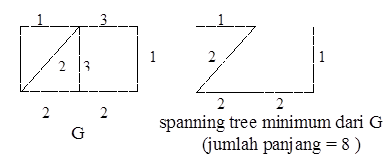 1 3 1
2 3 1 2 1
2 2 2 2
G spanning tree minimum dari G
(jumlah panjang = 8 )